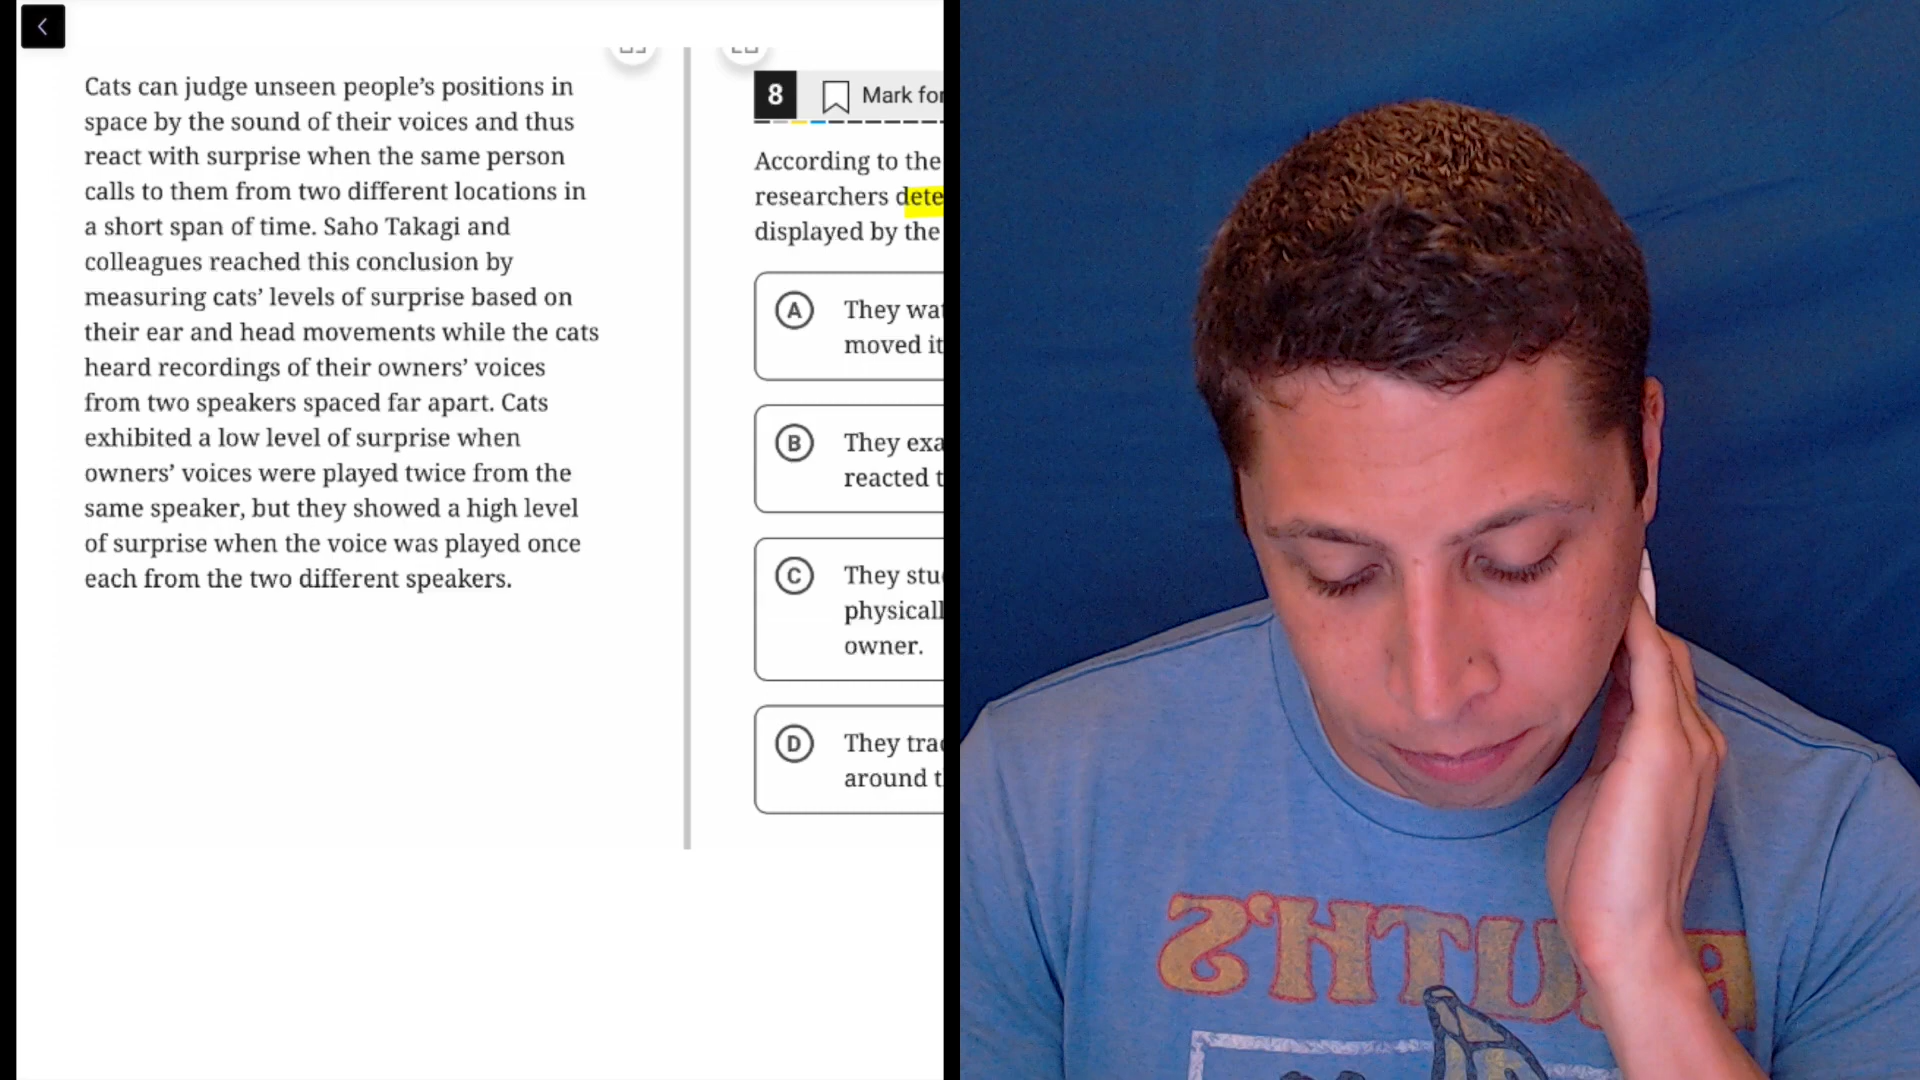 Cats can judge unseen people’s positions in
space by the sound of their voices and thus
react with surprise when the same person
calls to them from two different locations in
a short span of time. Saho Takagi and
colleagues reached this conclusion by
measuring cats’ levels of surprise based on
their ear and head movements while the cats
heard recordings of their owners’ voices
from two speakers spaced far apart. Cats
exhibited a low level of surprise when
owners’ voices were played twice from the
same speaker, but they showed a high level
of surprise when the voice was played once
each from the two different speakers.
8 Mark for
According to the
researchers dete
displayed by the
A They wa
moved it
B They exa
reacted t
C They stu
physicall
owner.
D They tra
around t